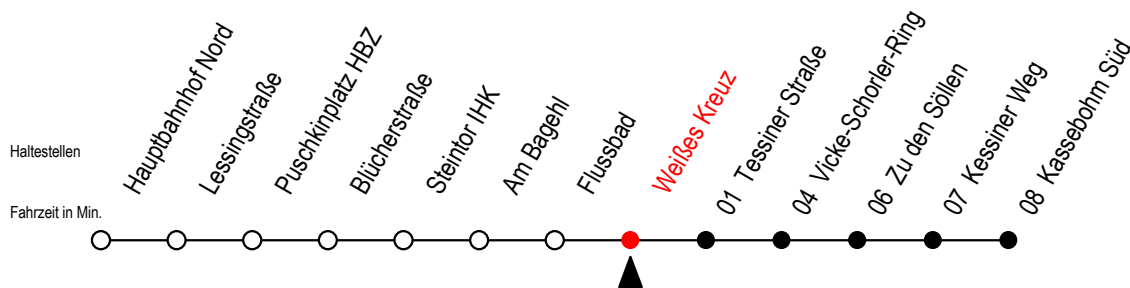 Haltestellen
Fahrzeit in Min.
Hauptbahnhof Nord
Lessingstraße
Puschkinplatz HBZ
Blücherstraße
Steintor IHK
Am Bagehl
Flussbad
Weißes Kreuz
01 Tessiner Straße
04 Vicke-Schorler-Ring
06 Zu den Söllen
07 Kessiner Weg
08 Kassebohm Süd